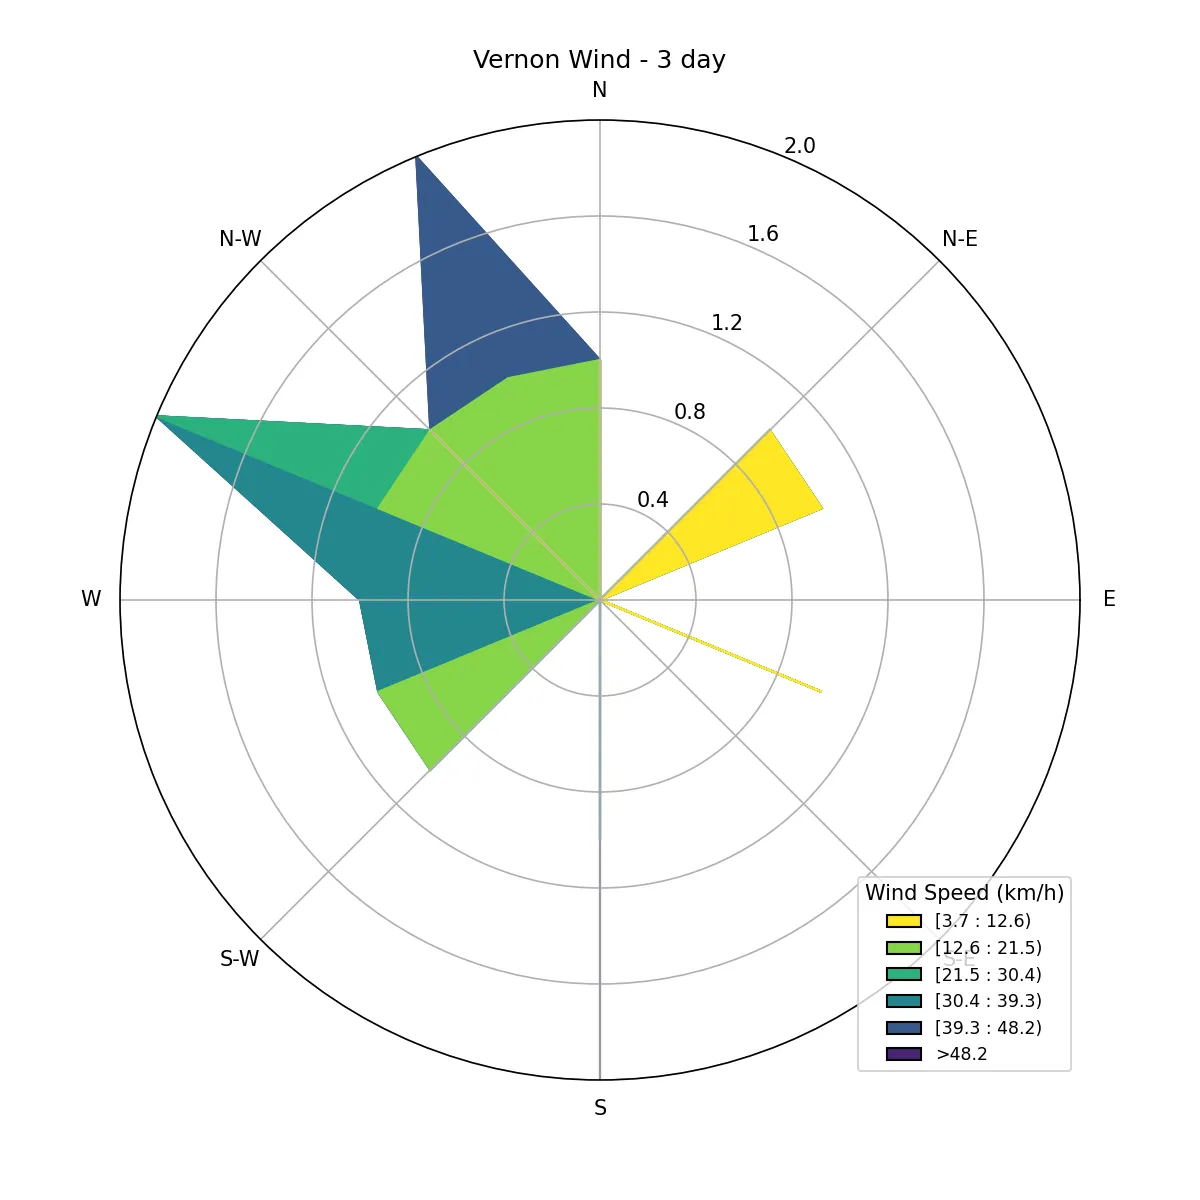 Vernon Wind - 3 day
N
2.0
N-W
1.6
N-E
1.2
0.8
0.4
W
E
S-W
S-E
S
Wind Speed (km/h)
[3.7 : 12.6)
[12.6 : 21.5)
[21.5 : 30.4)
[30.4 : 39.3)
[39.3 : 48.2)
>48.2